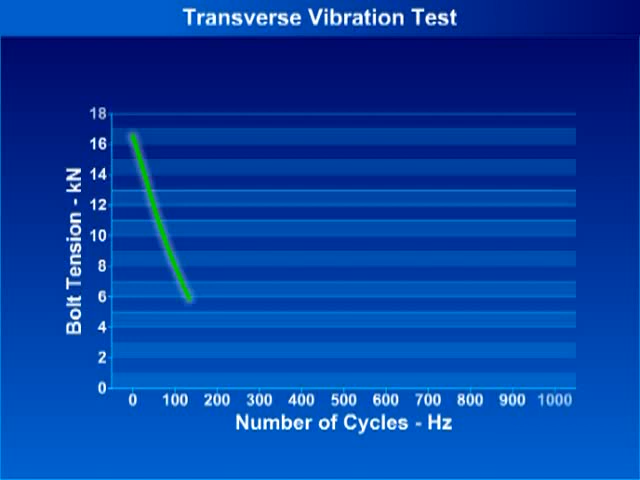 Transverse Vibration Test
18
16
14
12
10
8
6
4
2
0
Bolt Tension - kN
0 100 200 300 400 500 600 700 800 900 1000
Number of Cycles - Hz